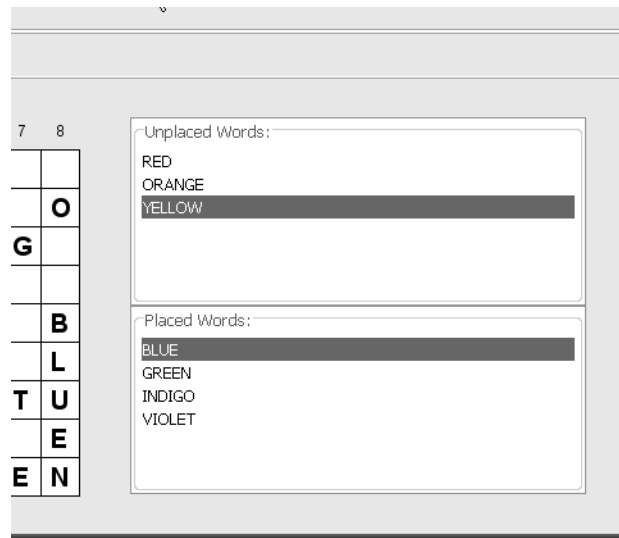 7 8
Unplaced Words:
RED
ORANGE
YELLOW
O
G
Placed Words:
B
BLUE
L
GREEN
T U
INDIGO
VIOLET
E
E N